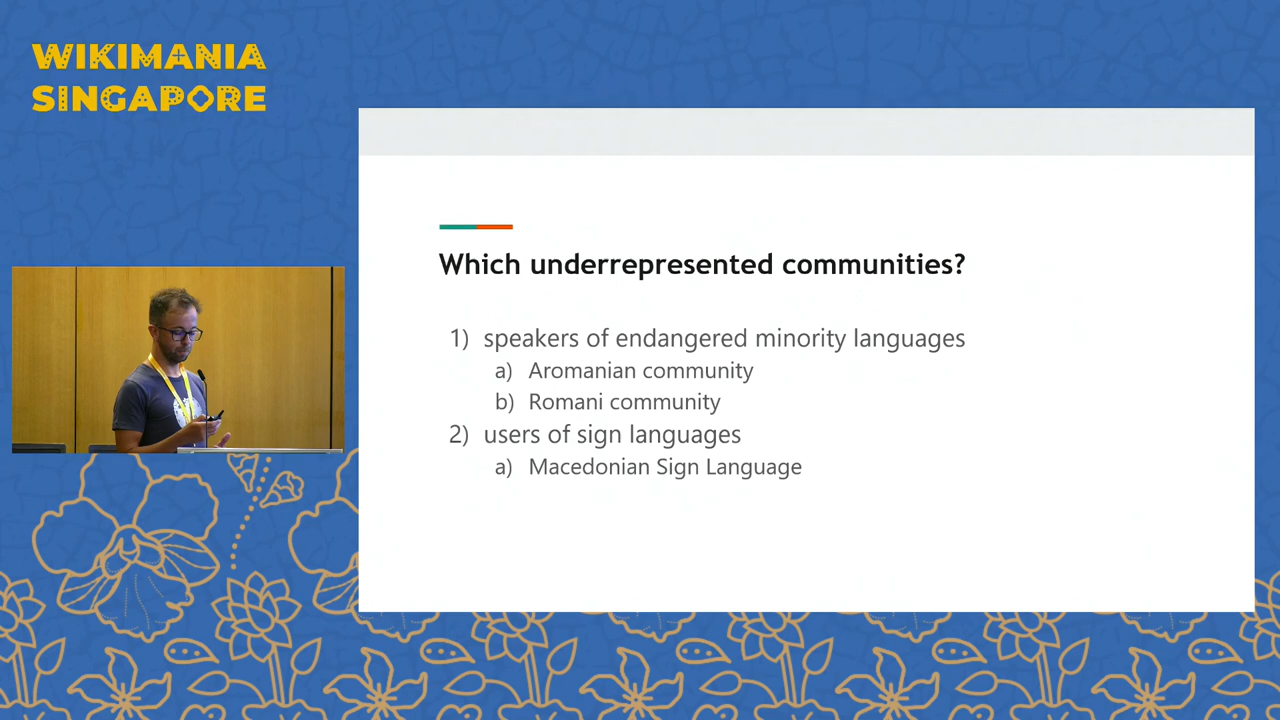 WIKIMANIA
SINGAPORE
Which underrepresented communities?
1) speakers of endangered minority languages
a) Aromanian community
b) Romani community
2) users of sign languages
a) Macedonian Sign Language